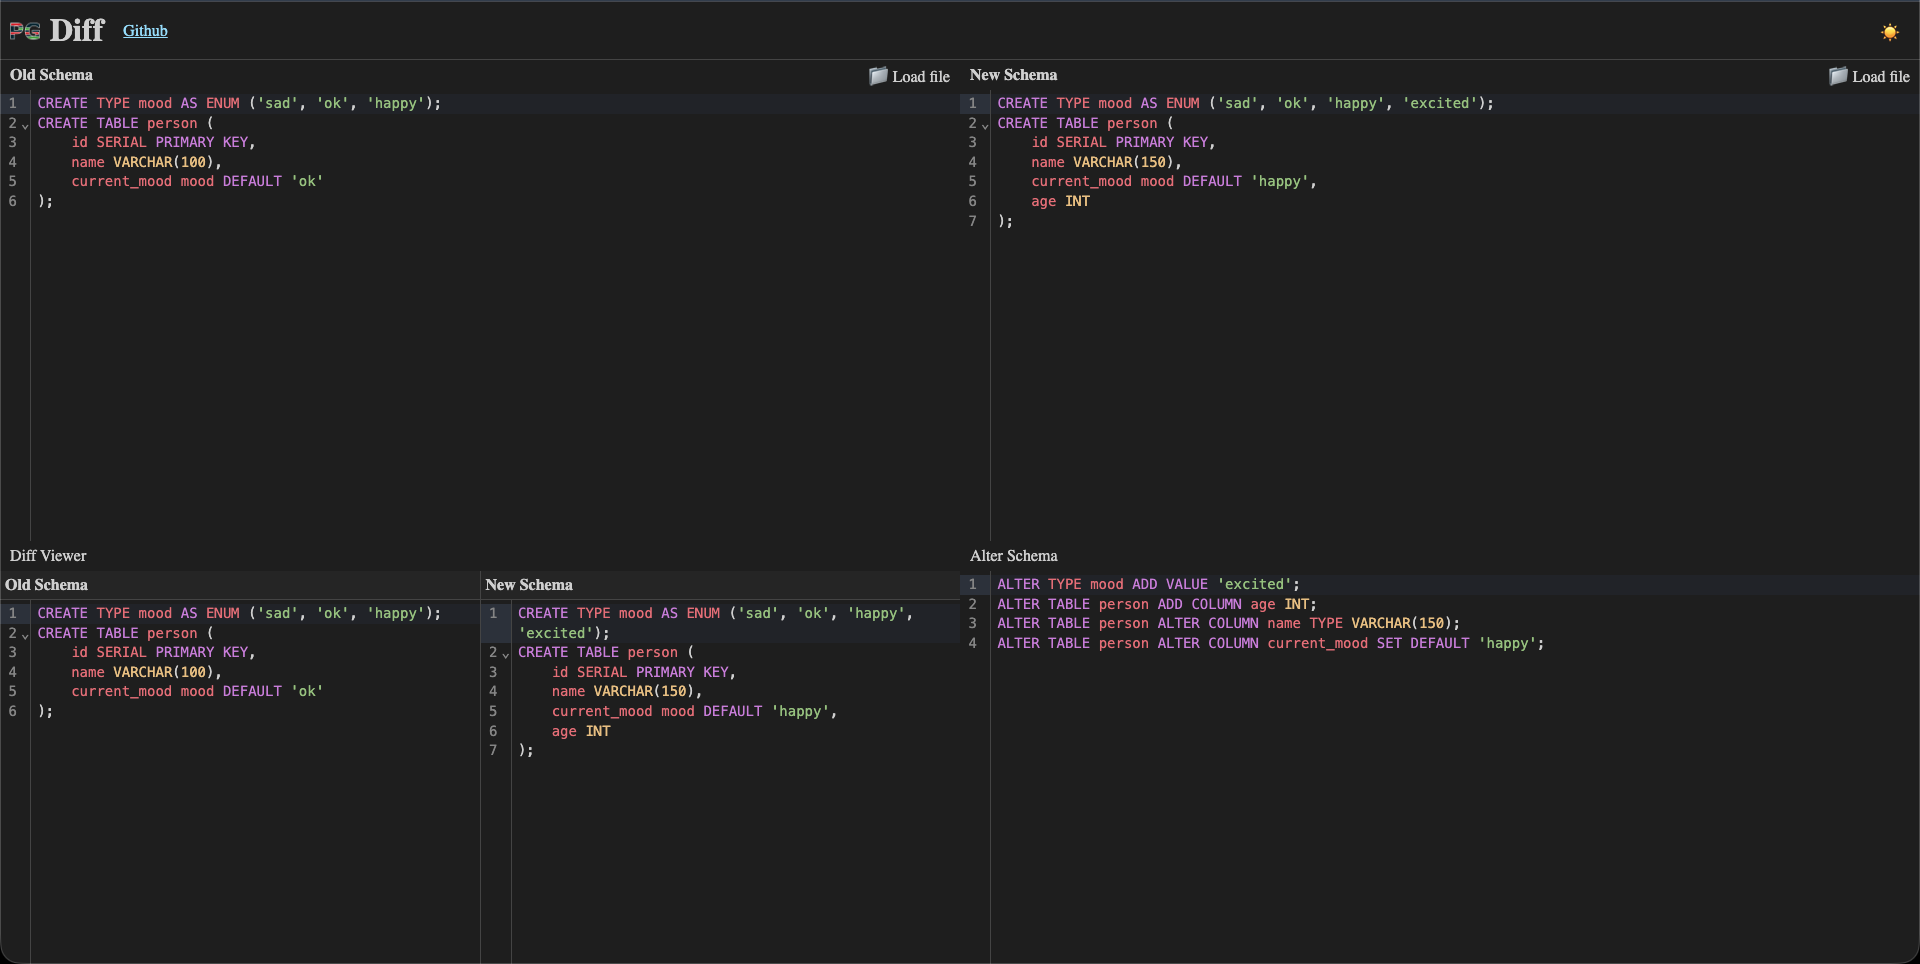 PG Diff Github
Old Schema Load file
1 CREATE TYPE mood AS ENUM ('sad', 'ok', 'happy');
2 CREATE TABLE person (
3     id SERIAL PRIMARY KEY,
4     name VARCHAR(100),
5     current_mood mood DEFAULT 'ok'
6 );
New Schema Load file
1 CREATE TYPE mood AS ENUM ('sad', 'ok', 'happy', 'excited');
2 CREATE TABLE person (
3     id SERIAL PRIMARY KEY,
4     name VARCHAR(150),
5     current_mood mood DEFAULT 'happy',
6     age INT
7 );
Diff Viewer
Old Schema
1 CREATE TYPE mood AS ENUM ('sad', 'ok', 'happy');
2 CREATE TABLE person (
3     id SERIAL PRIMARY KEY,
4     name VARCHAR(100),
5     current_mood mood DEFAULT 'ok'
6 );
New Schema
1 CREATE TYPE mood AS ENUM ('sad', 'ok', 'happy',
'excited');
2 CREATE TABLE person (
3     id SERIAL PRIMARY KEY,
4     name VARCHAR(150),
5     current_mood mood DEFAULT 'happy',
6     age INT
7 );
Alter Schema
1 ALTER TYPE mood ADD VALUE 'excited';
2 ALTER TABLE person ADD COLUMN age INT;
3 ALTER TABLE person ALTER COLUMN name TYPE VARCHAR(150);
4 ALTER TABLE person ALTER COLUMN current_mood SET DEFAULT 'happy';